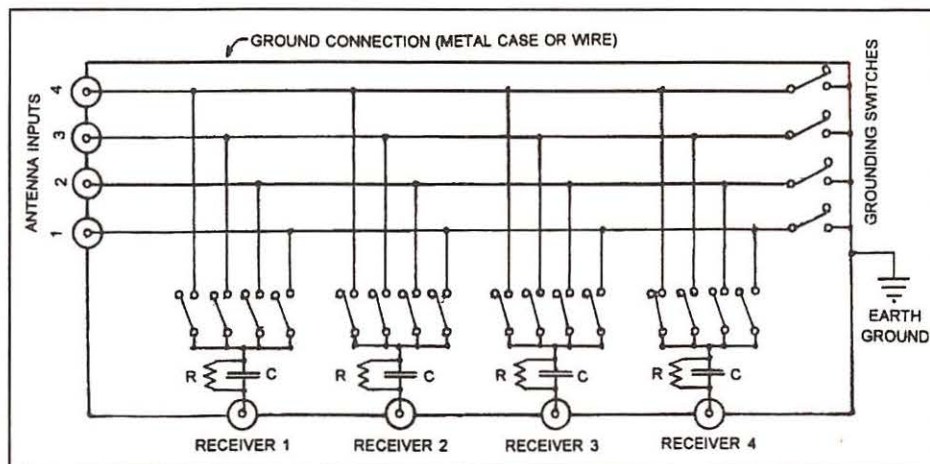 GROUND CONNECTION (METAL CASE OR WIRE)
ANTENNA INPUTS
4
3
2
1
GROUNDING SWITCHES
EARTH
GROUND
R
C
R
C
R
C
R
C
RECEIVER 1
RECEIVER 2
RECEIVER 3
RECEIVER 4